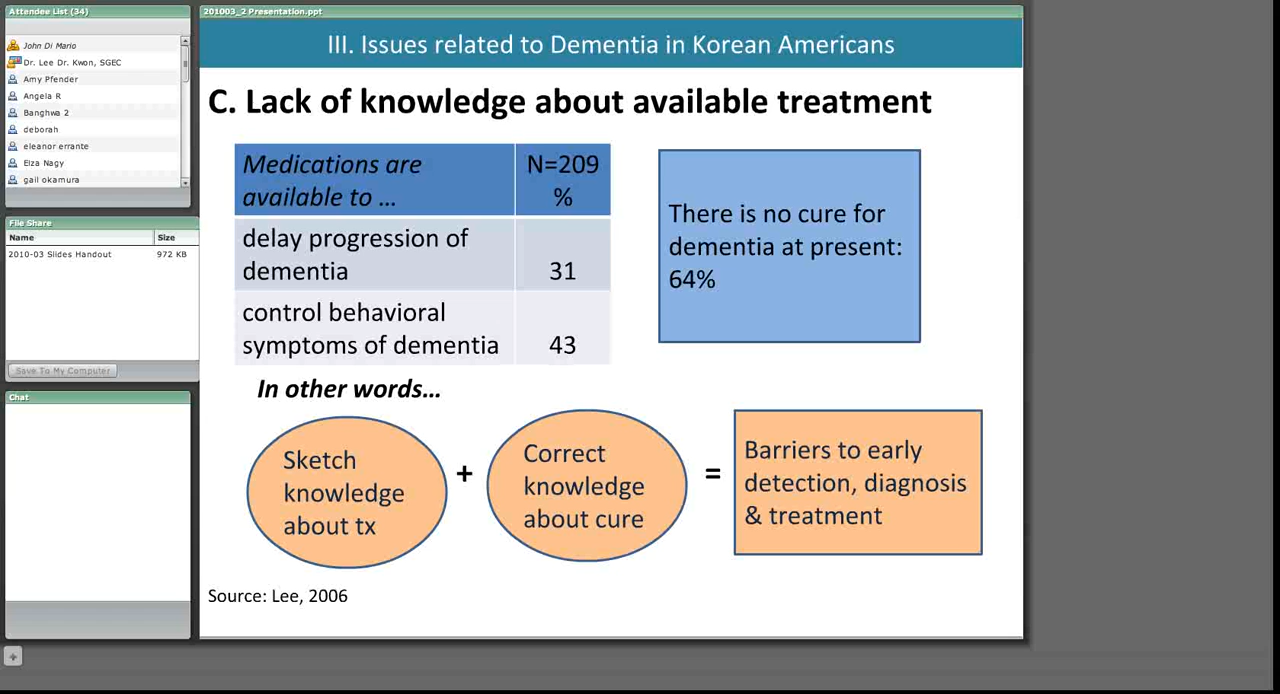 Attendee List (34)
John Di Mario
Dr. Lee Dr. Kwon, SGEC
Amy Pfender
Angela R
Banghwa 2
deborah
eleanor errante
Elza Nagy
gail okamura
File Share
Name Size
2010-03 Slides Handout 972 KB
Save To My Computer
Chat
201003_2 Presentation.ppt
III. Issues related to Dementia in Korean Americans
C. Lack of knowledge about available treatment
Medications are
available to ...
N=209
%
delay progression of
dementia 31
control behavioral
symptoms of dementia 43
There is no cure for
dementia at present:
64%
In other words...
Sketch
knowledge
about tx
+
Correct
knowledge
about cure
=
Barriers to early
detection, diagnosis
& treatment
Source: Lee, 2006